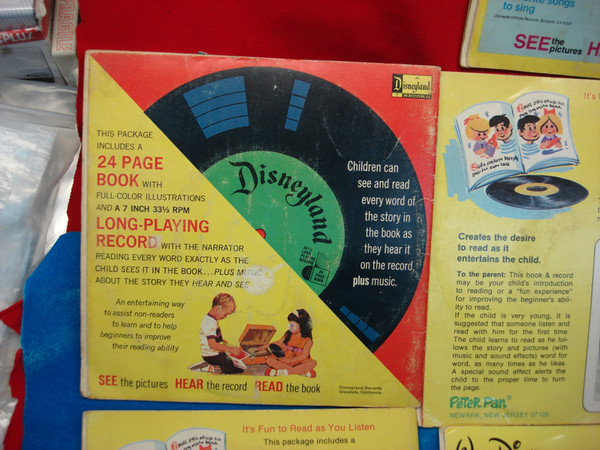 THIS PACKAGE
INCLUDES A
24 PAGE
BOOK WITH
FULL-COLOR ILLUSTRATIONS
AND A 7 INCH 33⅓ RPM
LONG-PLAYING
RECORD WITH THE NARRATOR
READING EVERY WORD EXACTLY AS THE
CHILD SEES IT IN THE BOOK...PLUS MUSIC
ABOUT THE STORY THEY HEAR AND SEE
An entertaining way
to assist non-readers
to learn and to help
beginners to improve
their reading ability
SEE the pictures HEAR the record READ the book
Disneyland Records
Glendale, California
Disneyland
RECORD
Disneyland
Children can
see and read
every word of
the story in
the book as
they hear it
on the record
plus music.
to sing
SEE the pictures H
It's
Creates the desire
to read as it
entertains the child.
To the parent: This book & record
may be your child's introduction
to reading or a "fun experience"
for improving the beginner's abil-
ity to read.
If the child is very young, it is
suggested that someone listen and
read with him for the first time.
The child learns to read as he fol-
lows the story and pictures (with
music and sound effects) word for
word, as many times as he likes.
A special sound effect alerts the
child to the proper time to turn
the page.
Peter Pan
NEWARK, NEW JERSEY 07105
It's Fun to Read as You Listen
This package includes a